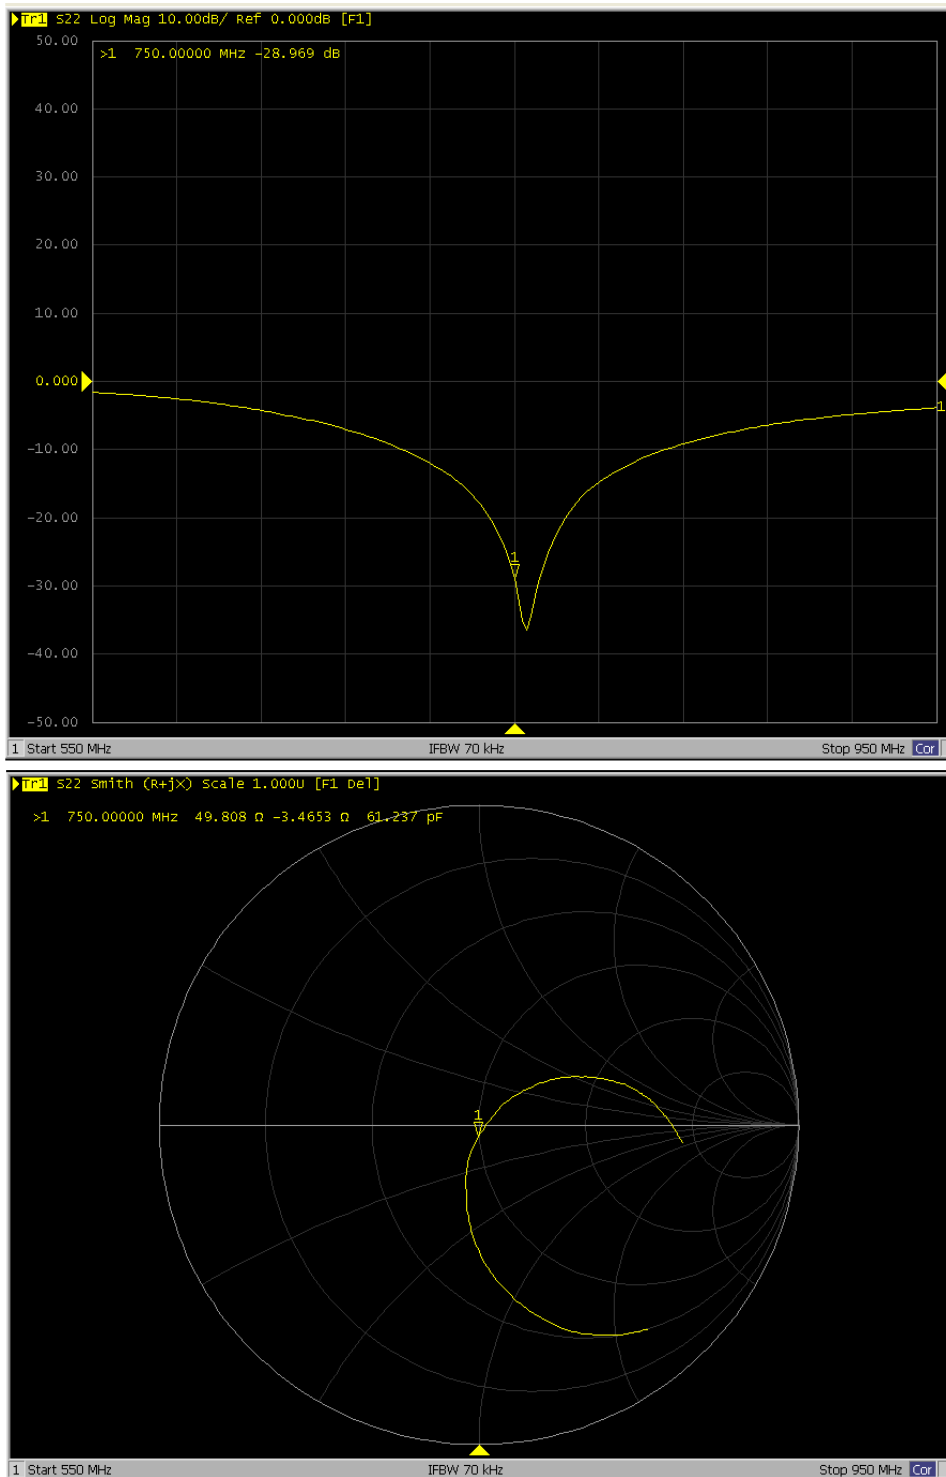 Tr1 S22 Log Mag 10.00dB/ Ref 0.000dB [F1]
50.00
>1 750.00000 MHz -28.969 dB
40.00
30.00
20.00
10.00
0.000
1
-10.00
-20.00
1
-30.00
-40.00
-50.00
1 Start 550 MHz IFBW 70 kHz Stop 950 MHz Cor
Tr1 S22 Smith (R+jX) Scale 1.000U [F1 Del]
>1 750.00000 MHz 49.808 Ω -3.4653 Ω 61.237 pF
1
1 Start 550 MHz IFBW 70 kHz Stop 950 MHz Cor